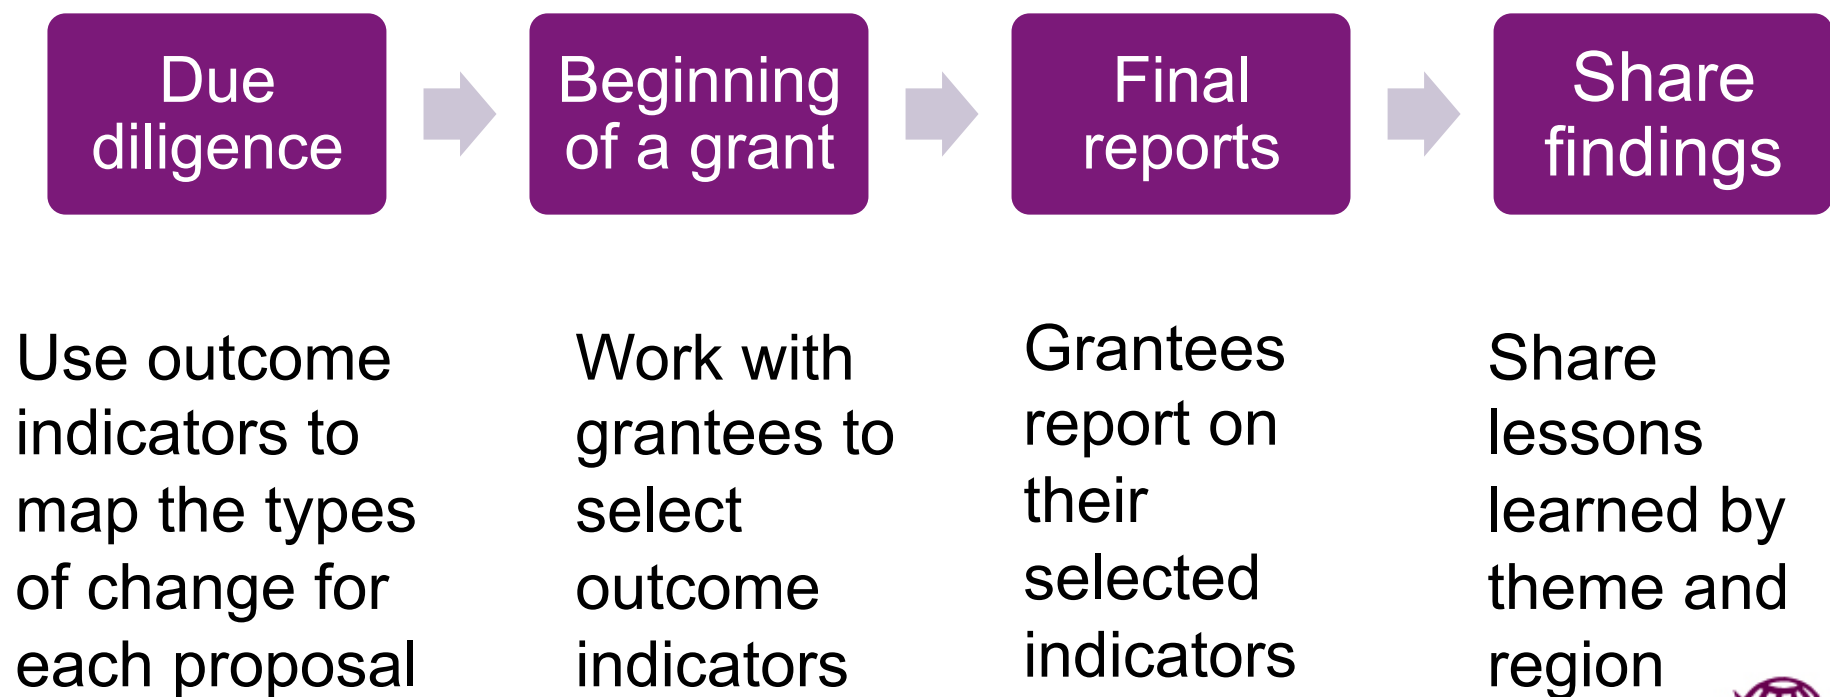 Due
diligence
Beginning
of a grant
Final
reports
Share
findings
Use outcome
indicators to
map the types
of change for
each proposal
Work with
grantees to
select
outcome
indicators
Grantees
report on
their
selected
indicators
Share
lessons
learned by
theme and
region